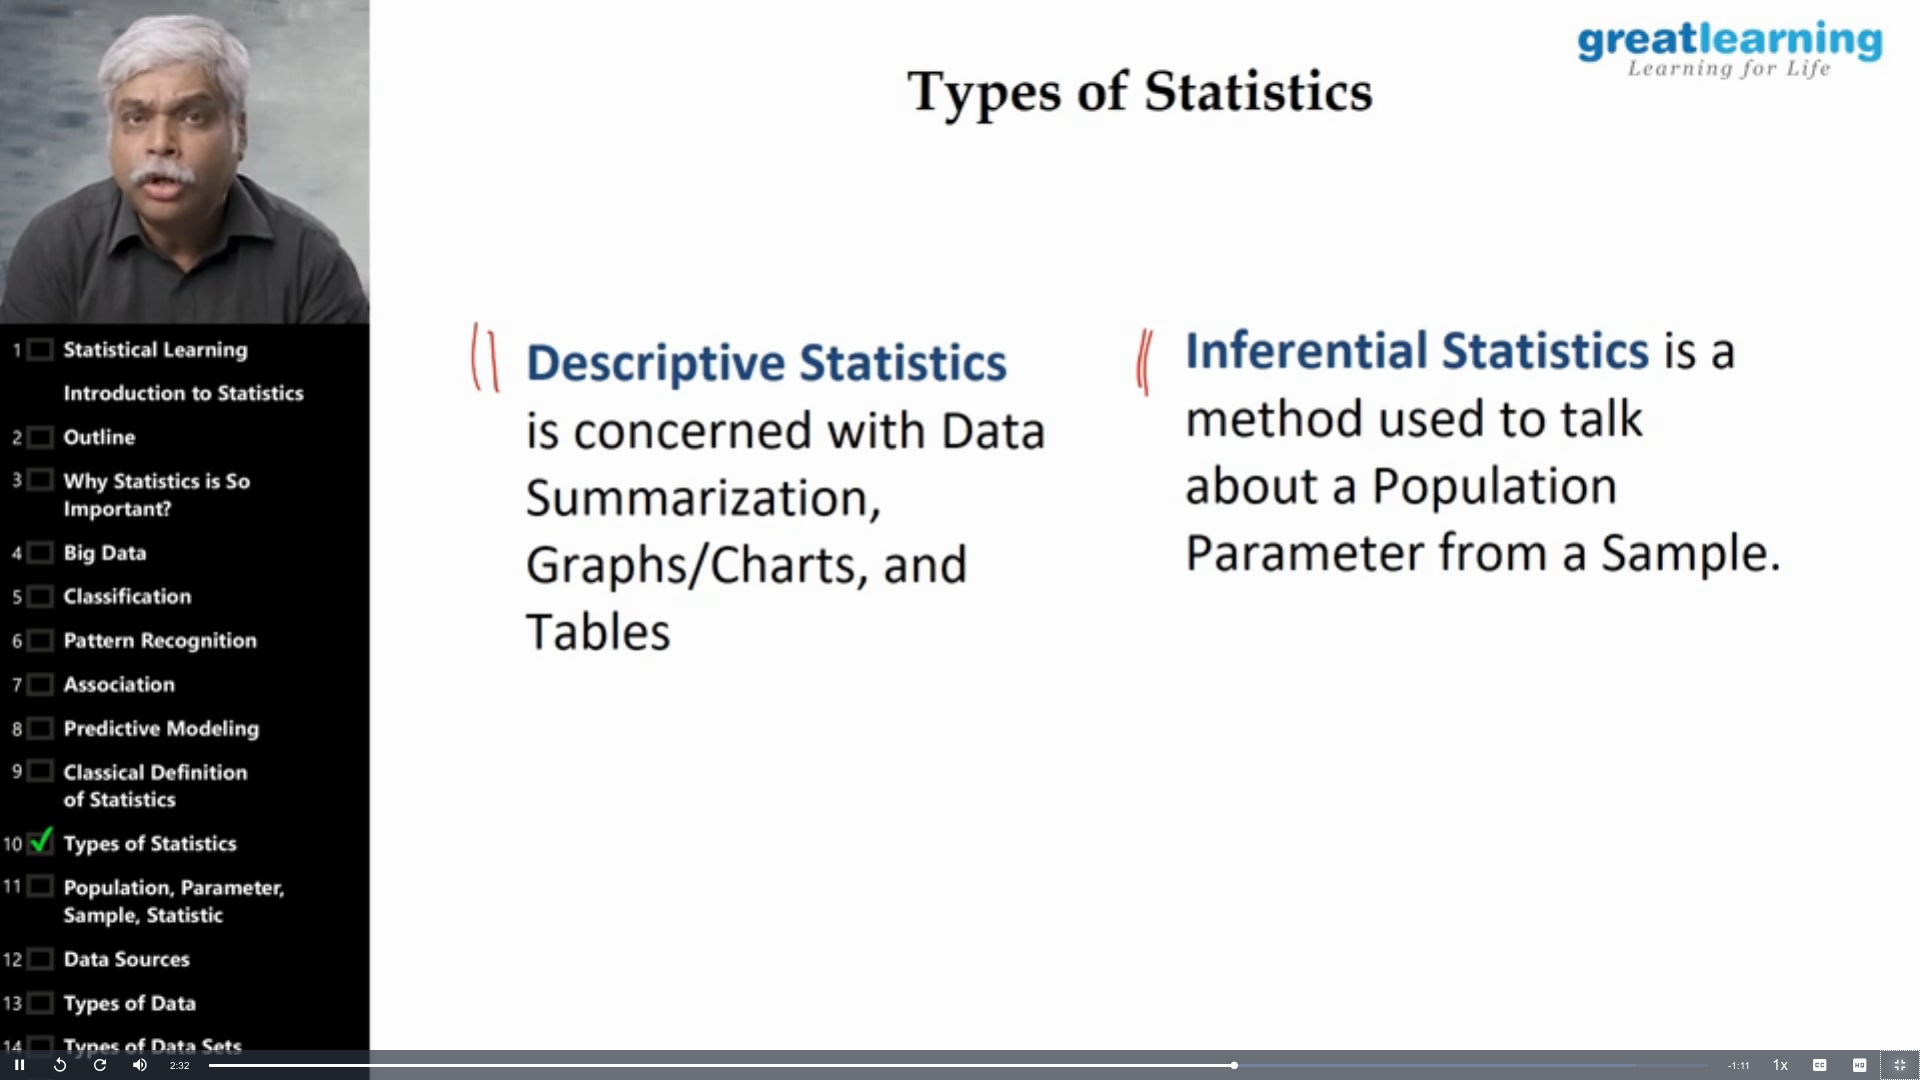 greatlearning
Learning for Life
Types of Statistics
Descriptive Statistics
is concerned with Data
Summarization,
Graphs/Charts, and
Tables
Inferential Statistics is a
method used to talk
about a Population
Parameter from a Sample.
1 Statistical Learning
Introduction to Statistics
2 Outline
3 Why Statistics is So
Important?
4 Big Data
5 Classification
6 Pattern Recognition
7 Association
8 Predictive Modeling
9 Classical Definition
of Statistics
10 Types of Statistics
11 Population, Parameter,
Sample, Statistic
12 Data Sources
13 Types of Data
14 Types of Data Sets
2:32
-1:11
1x
CC
HD